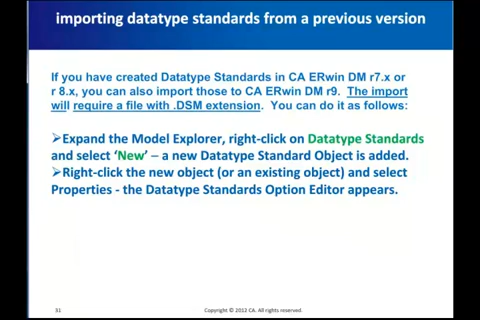 importing datatype standards from a previous version
If you have created Datatype Standards in CA ERwin DM r7.x or
r 8.x, you can also import those to CA ERwin DM r9. The import
will require a file with .DSM extension. You can do it as follows:
➢Expand the Model Explorer, right-click on Datatype Standards
and select ‘New’ – a new Datatype Standard Object is added.
➢Right-click the new object (or an existing object) and select
Properties - the Datatype Standards Option Editor appears.
31
Copyright © 2012 CA. All rights reserved.